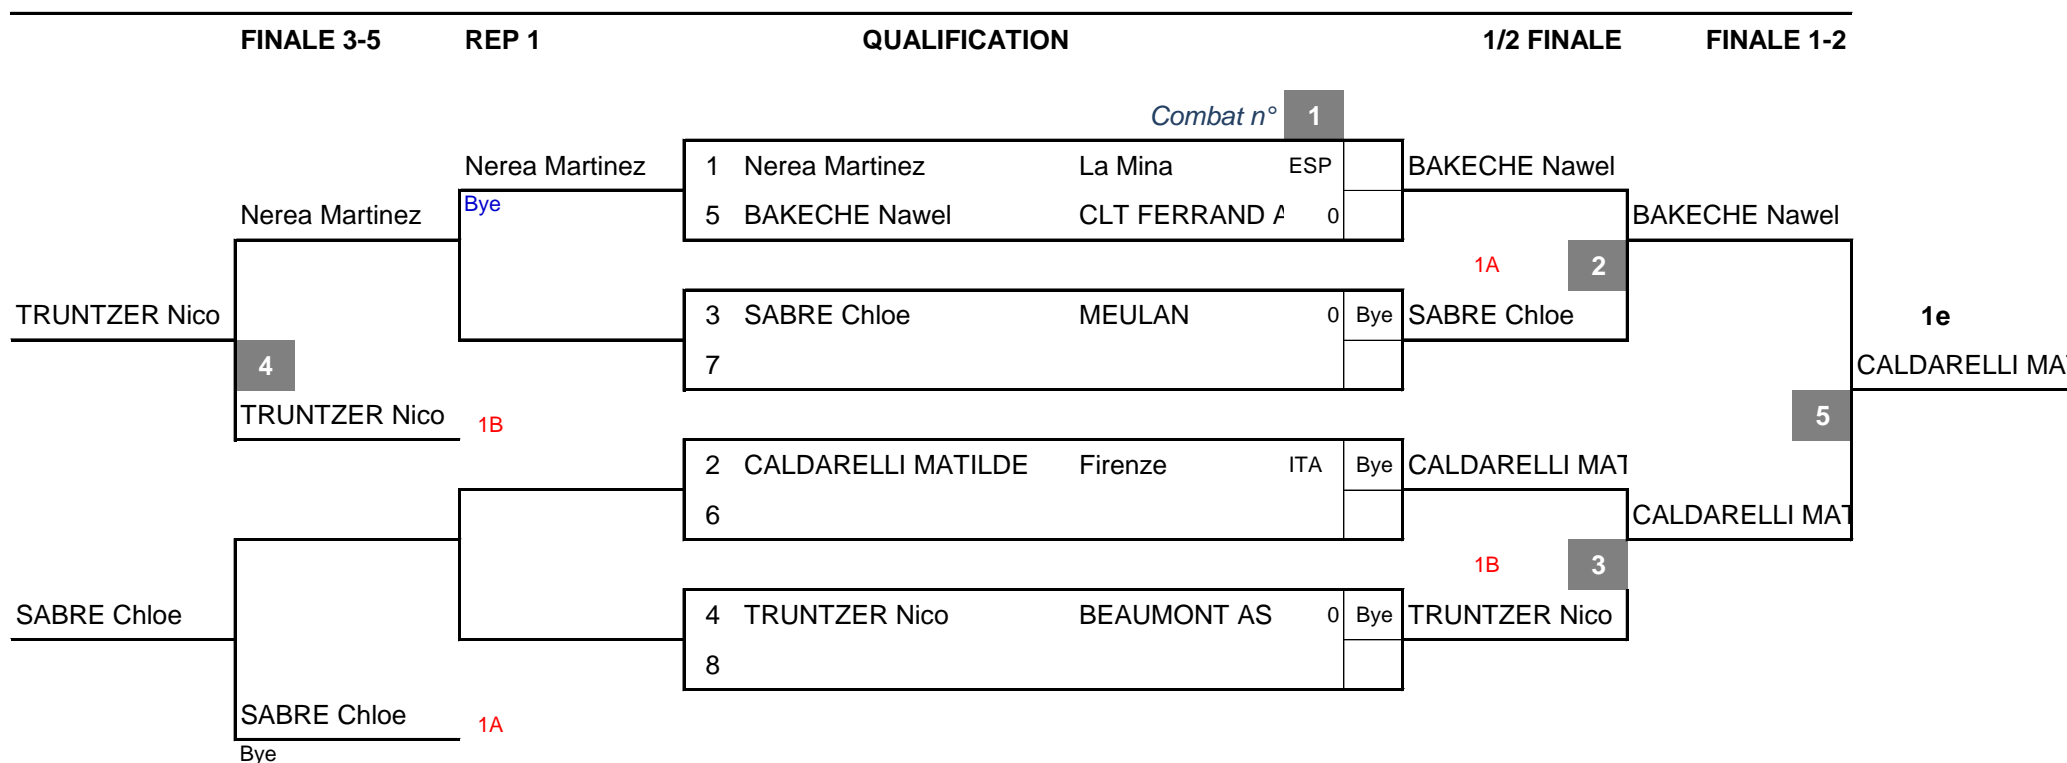 FINALE 3-5 REP 1 QUALIFICATION 1/2 FINALE FINALE 1-2
Combat n° 1
Nerea Martinez 1 Nerea Martinez La Mina ESP BAKECHE Nawel
Bye
Nerea Martinez 5 BAKECHE Nawel CLT FERRAND A 0 BAKECHE Nawel
1A 2
TRUNTZER Nico 3 SABRE Chloe MEULAN 0 Bye SABRE Chloe 1e
4 7 CALDARELLI MAT
TRUNTZER Nico 1B 5
2 CALDARELLI MATILDE Firenze ITA Bye CALDARELLI MAT
6 CALDARELLI MAT
1B 3
SABRE Chloe 4 TRUNTZER Nico BEAUMONT AS 0 Bye TRUNTZER Nico
8
SABRE Chloe 1A
Bye